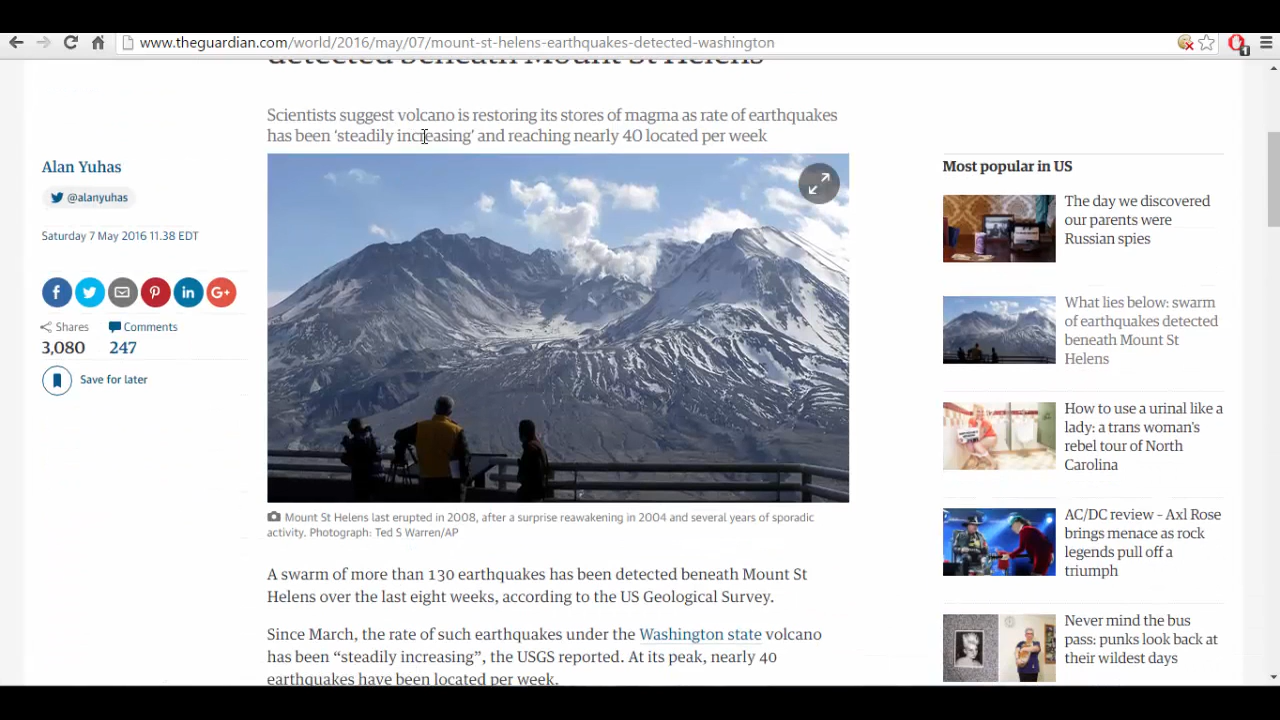 www.theguardian.com/world/2016/may/07/mount-st-helens-earthquakes-detected-washington
1
detected beneath Mount St Helens
Scientists suggest volcano is restoring its stores of magma as rate of earthquakes
has been ‘steadily increasing’ and reaching nearly 40 located per week
Alan Yuhas
@alanyuhas
Saturday 7 May 2016 11.38 EDT
f
in
G+
Shares
Comments
3,080
247
Save for later
Mount St Helens last erupted in 2008, after a surprise reawakening in 2004 and several years of sporadic
activity. Photograph: Ted S Warren/AP
A swarm of more than 130 earthquakes has been detected beneath Mount St
Helens over the last eight weeks, according to the US Geological Survey.
Since March, the rate of such earthquakes under the Washington state volcano
has been “steadily increasing”, the USGS reported. At its peak, nearly 40
earthquakes have been located per week.
Most popular in US
The day we discovered
our parents were
Russian spies
What lies below: swarm
of earthquakes detected
beneath Mount St
Helens
How to use a urinal like a
lady: a trans woman's
rebel tour of North
Carolina
AC/DC review – Axl Rose
brings menace as rock
legends pull off a
triumph
Never mind the bus
pass: punks look back at
their wildest days